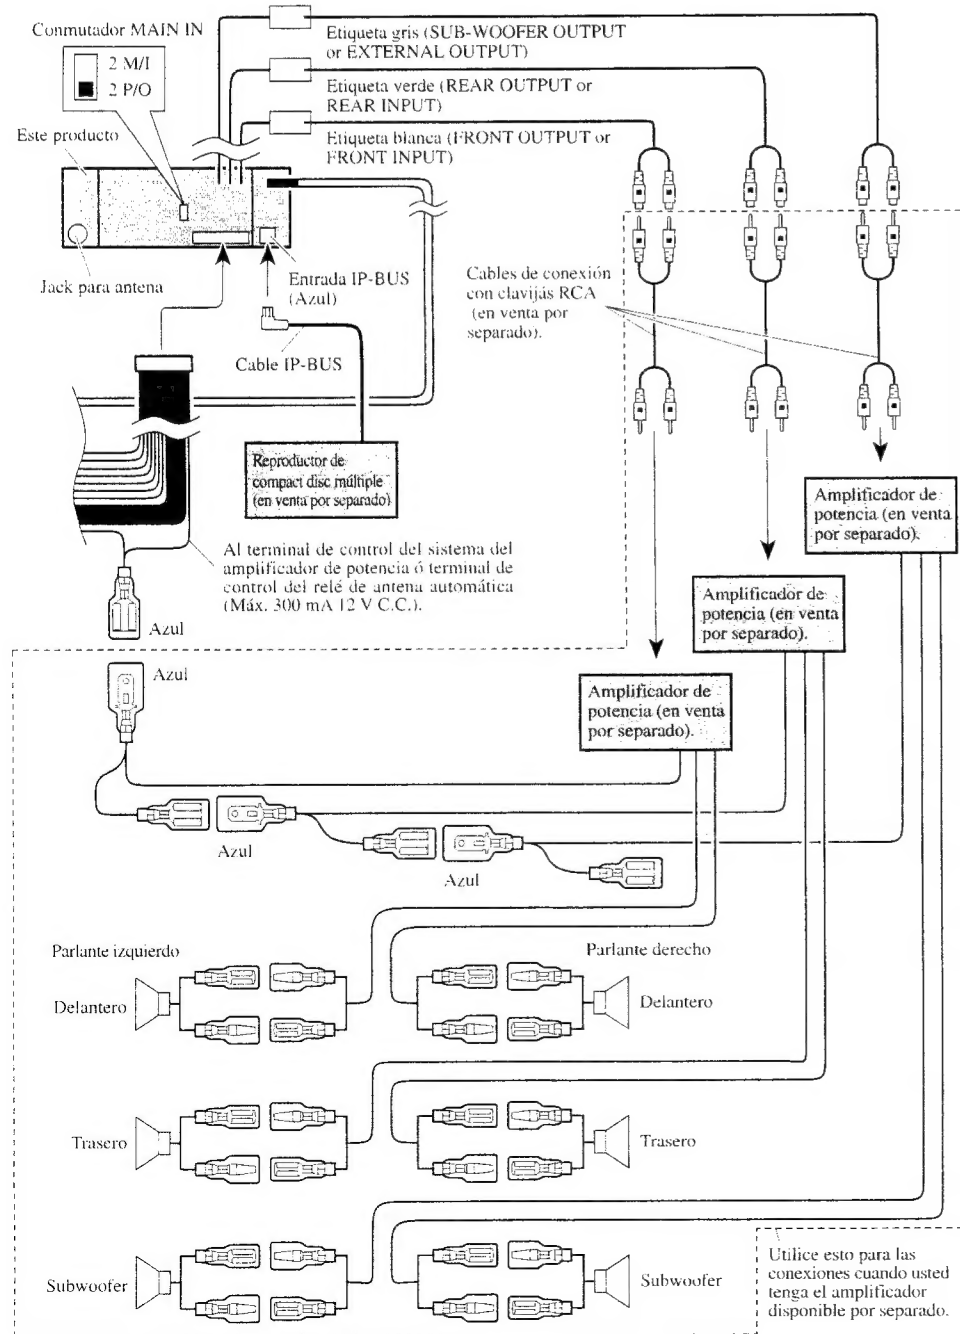 Conmutador MAIN IN
2 M/I
2 P/O
Este producto
Jack para antena
Etiqueta gris (SUB-WOOFER OUTPUT
or EXTERNAL OUTPUT)
Etiqueta verde (REAR OUTPUT or
REAR INPUT)
Etiqueta blanca (FRONT OUTPUT or
FRONT INPUT)
Entrada IP-BUS
(Azul)
Cable IP-BUS
Cables de conexión
con clavijás RCA
(en venta por
separado).
Reproductor de
compact disc múltiple
(en venta por separado)
Amplificador de
potencia (en venta
por separado).
Al terminal de control del sistema del
amplificador de potencia ó terminal de
control del relé de antena automática
(Máx. 300 mA 12 V C.C.).
Azul
Amplificador de
potencia (en venta
por separado).
Azul
Amplificador de
potencia (en venta
por separado).
Azul
Azul
Parlante izquierdo
Parlante derecho
Delantero
Delantero
Trasero
Trasero
Subwoofer
Subwoofer
Utilice esto para las
conexiones cuando usted
tenga el amplificador
disponible por separado.